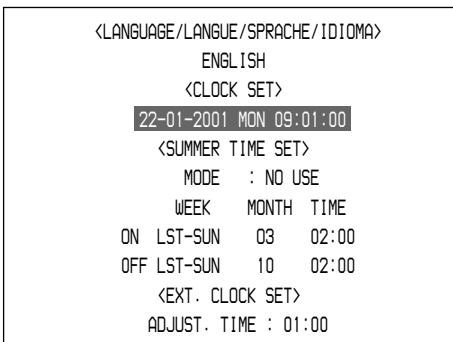 <LANGUAGE/LANGUE/SPRACHE/IDIOMA>
ENGLISH
<CLOCK SET>
22-01-2001 MON 09:01:00
<SUMMER TIME SET>
MODE : NO USE
WEEK MONTH TIME
ON LST-SUN 03 02:00
OFF LST-SUN 10 02:00
<EXT. CLOCK SET>
ADJUST. TIME : 01:00